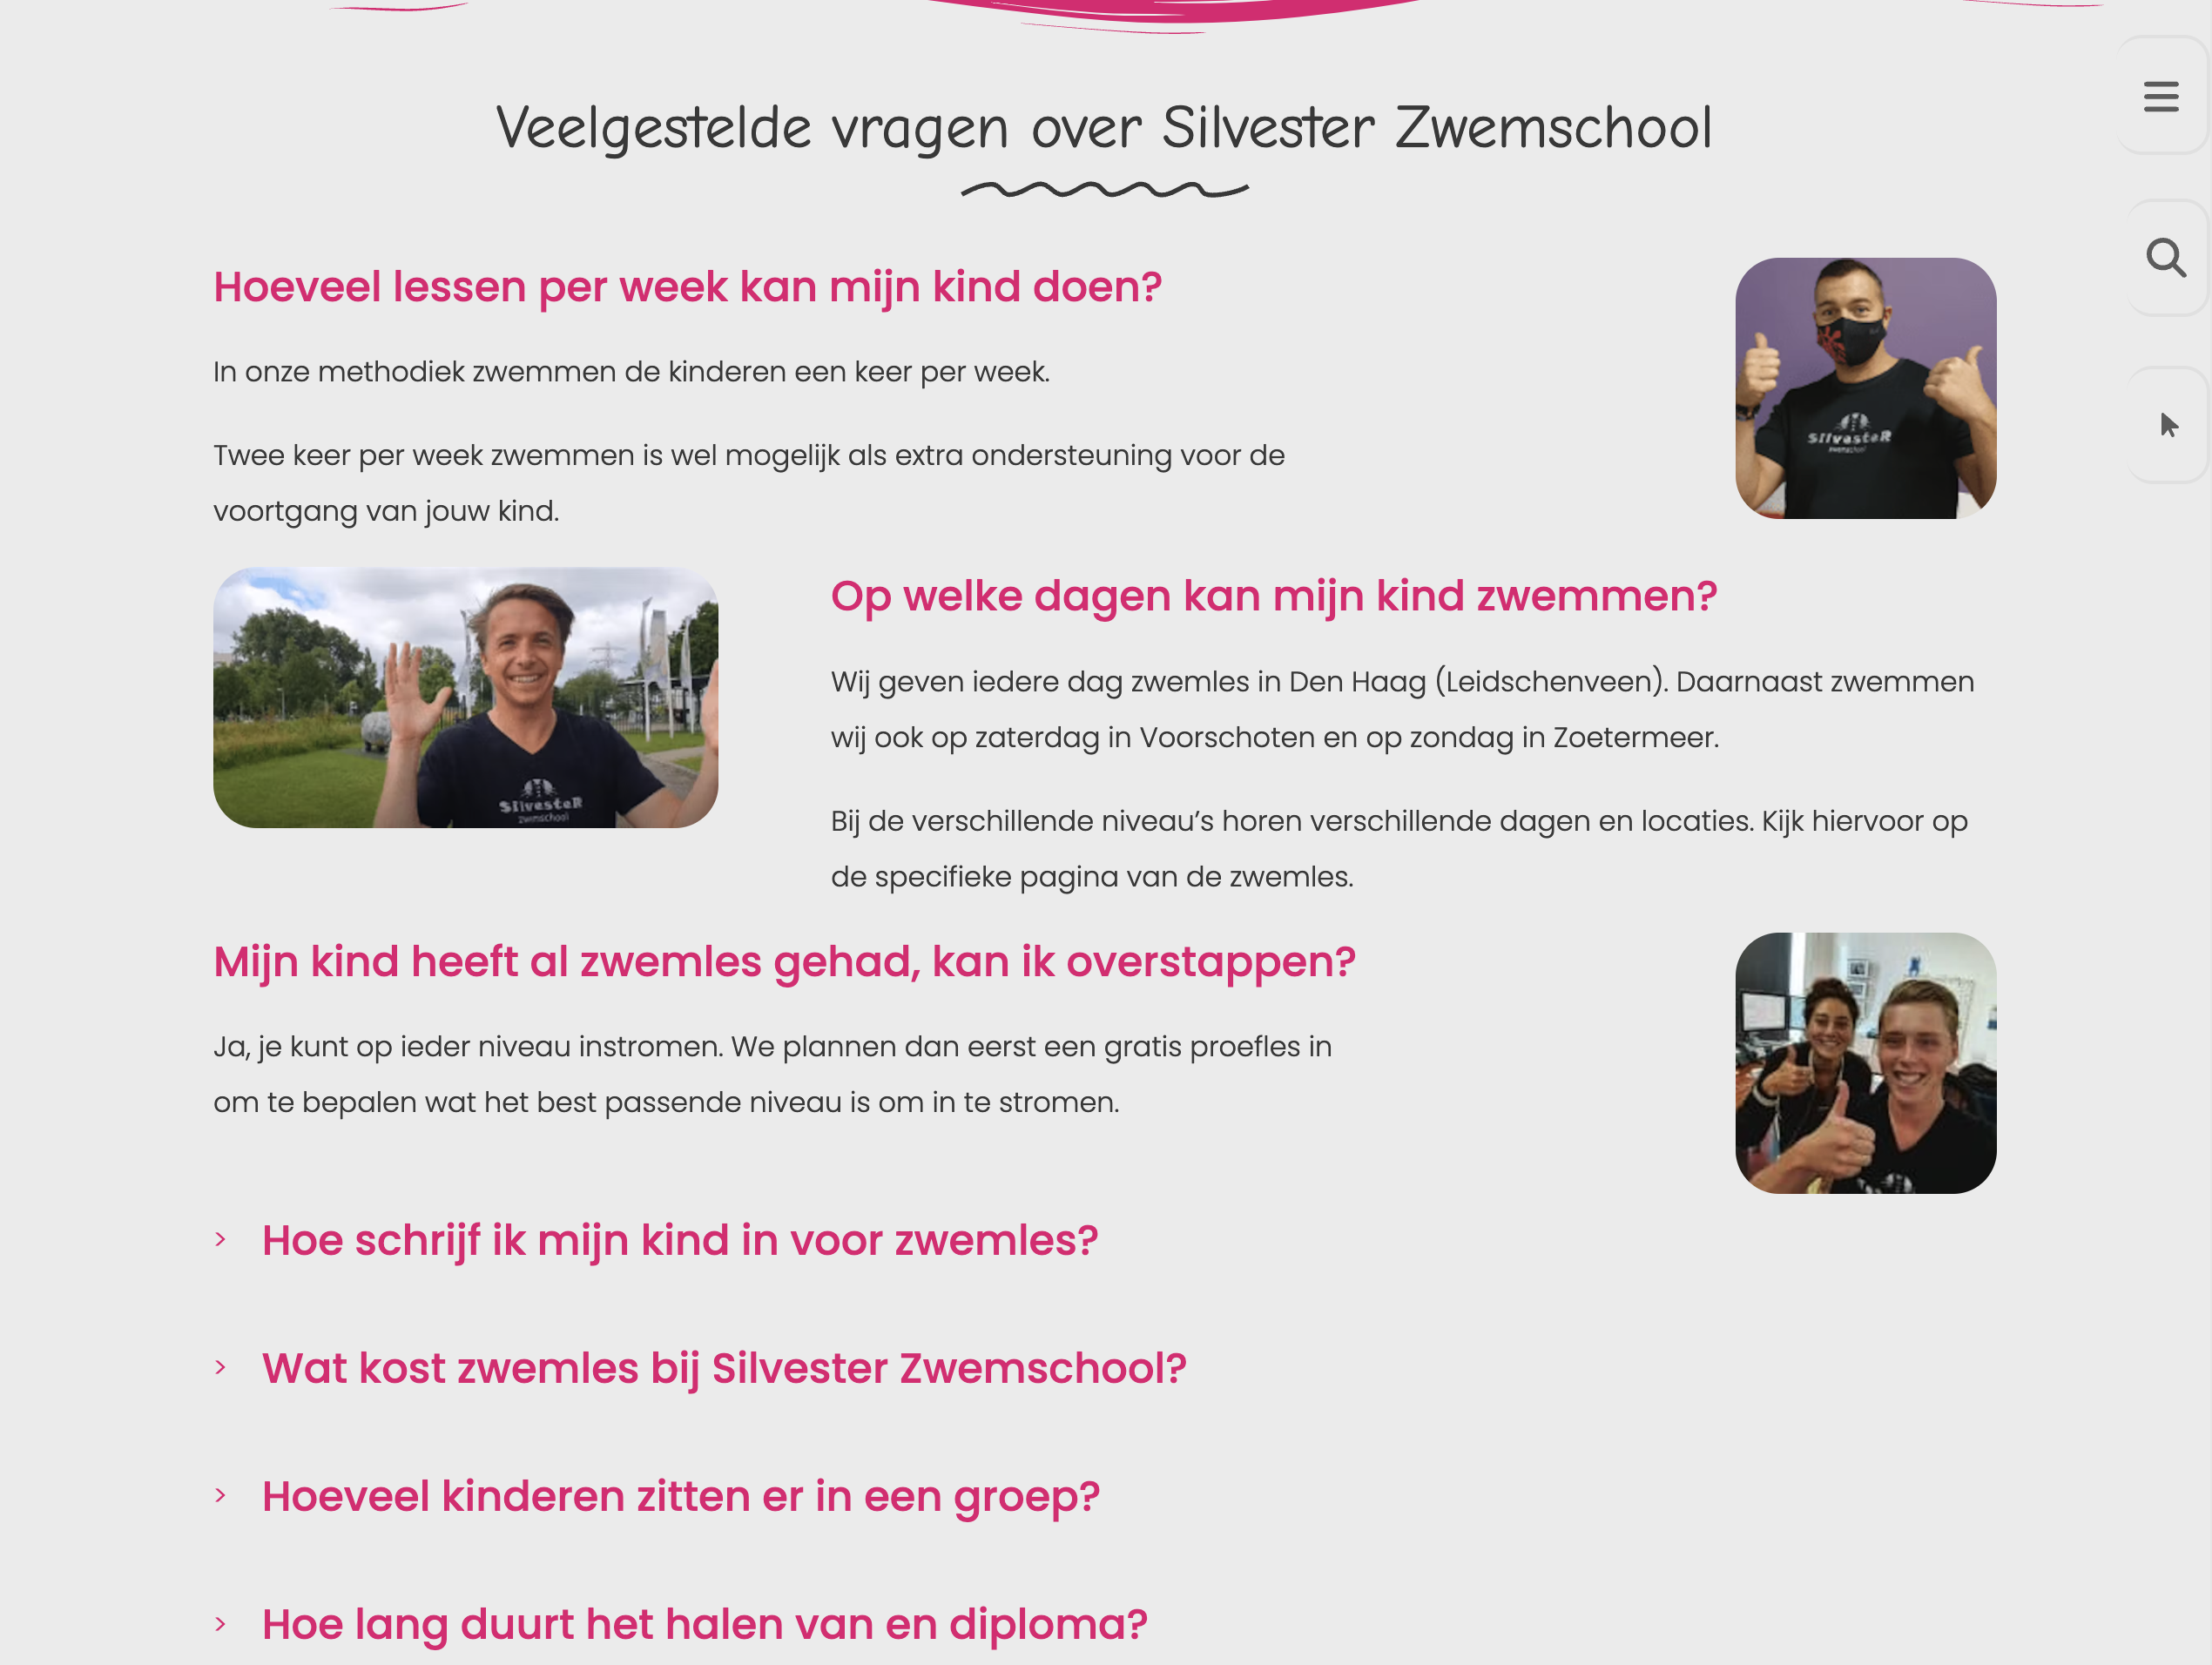 Veelgestelde vragen over Silvester Zwemschool
Hoeveel lessen per week kan mijn kind doen?
In onze methodiek zwemmen de kinderen een keer per week.
Twee keer per week zwemmen is wel mogelijk als extra ondersteuning voor de
voortgang van jouw kind.
SilvesteR
zwemschool
Op welke dagen kan mijn kind zwemmen?
Wij geven iedere dag zwemles in Den Haag (Leidschenveen). Daarnaast zwemmen
wij ook op zaterdag in Voorschoten en op zondag in Zoetermeer.
Bij de verschillende niveau’s horen verschillende dagen en locaties. Kijk hiervoor op
de specifieke pagina van de zwemles.
SilvesteR
zwemschool
Mijn kind heeft al zwemles gehad, kan ik overstappen?
Ja, je kunt op ieder niveau instromen. We plannen dan eerst een gratis proefles in
om te bepalen wat het best passende niveau is om in te stromen.
> Hoe schrijf ik mijn kind in voor zwemles?
> Wat kost zwemles bij Silvester Zwemschool?
> Hoeveel kinderen zitten er in een groep?
> Hoe lang duurt het halen van en diploma?